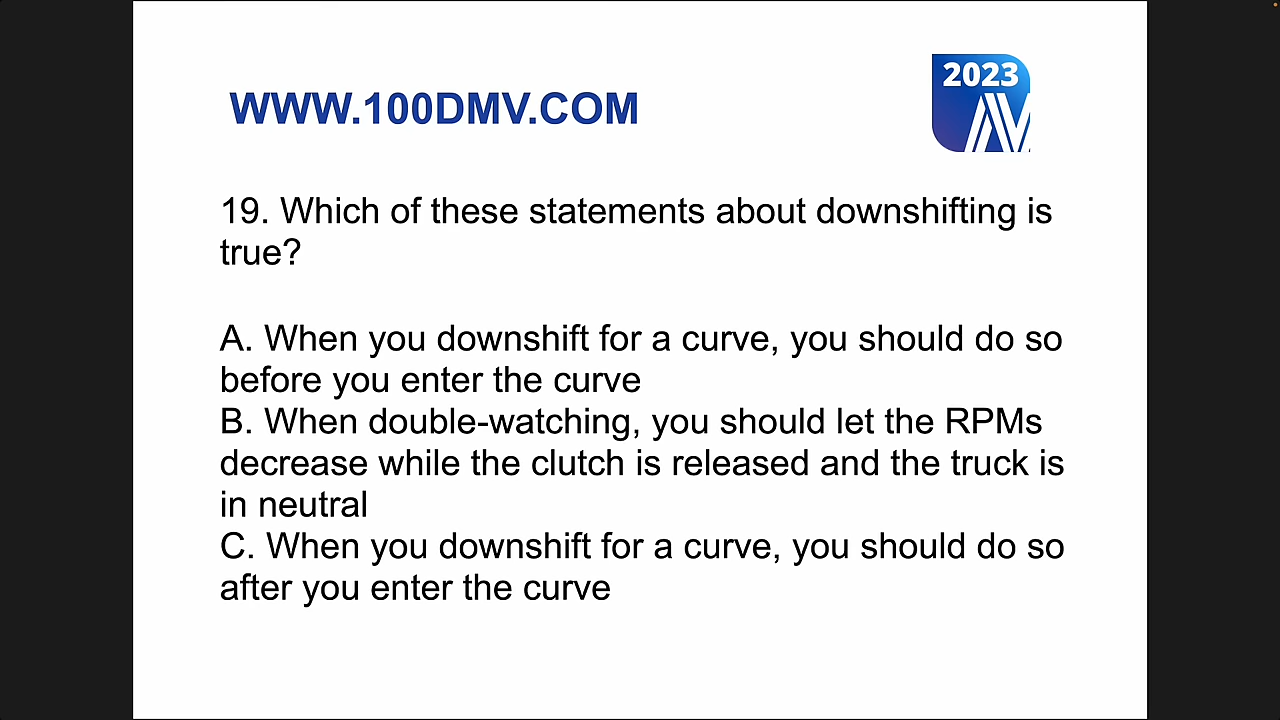 WWW.100DMV.COM
2023
19. Which of these statements about downshifting is
true?
A. When you downshift for a curve, you should do so
before you enter the curve
B. When double-watching, you should let the RPMs
decrease while the clutch is released and the truck is
in neutral
C. When you downshift for a curve, you should do so
after you enter the curve